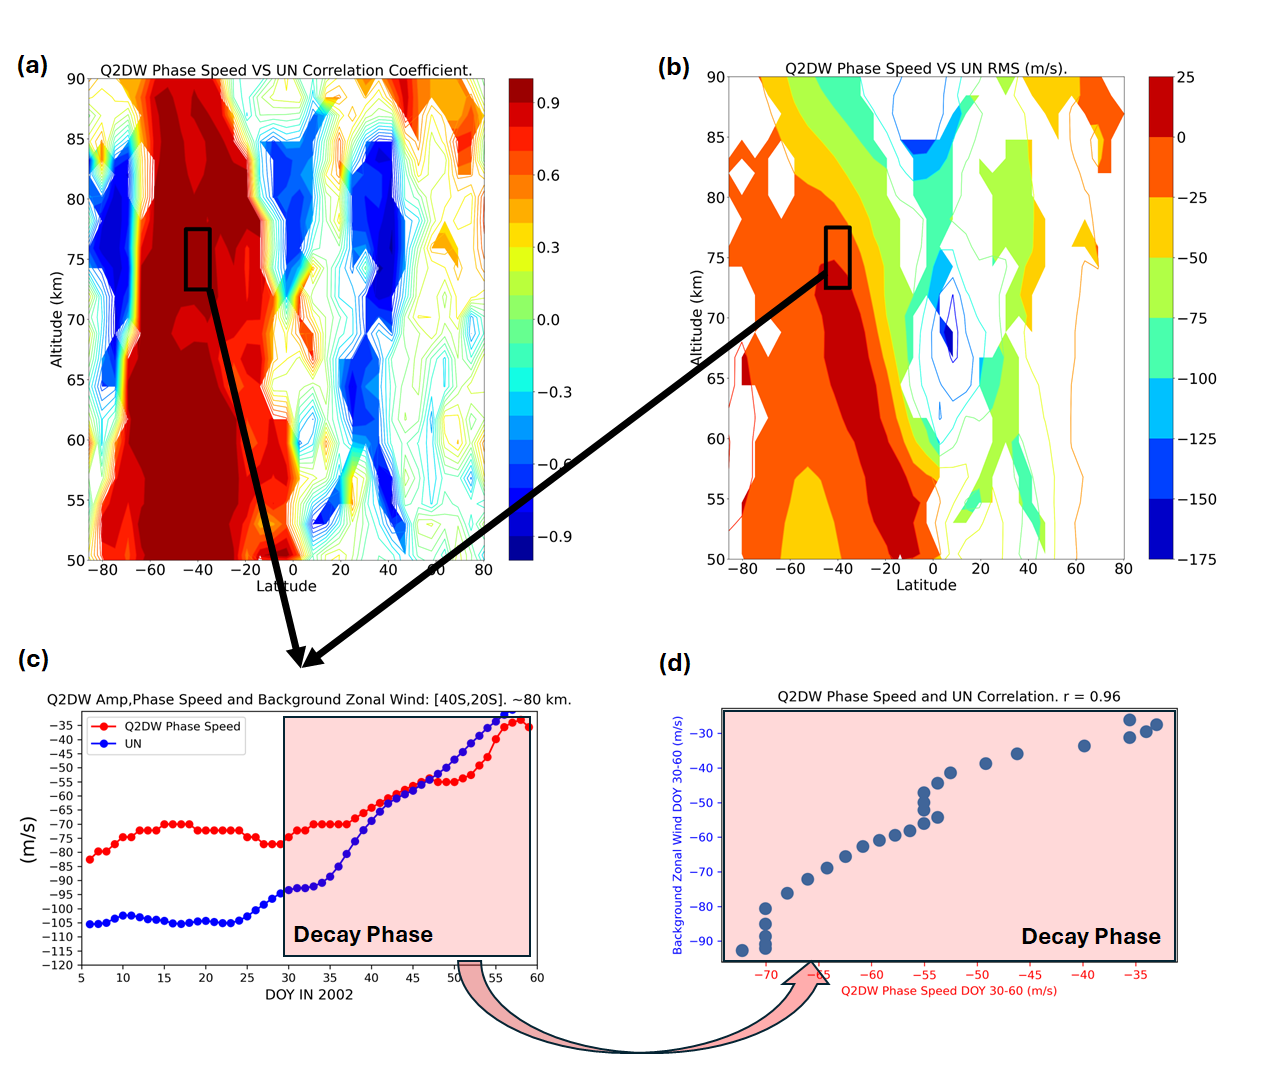 (a)
Q2DW Phase Speed VS UN Correlation Coefficient.
90
85
80
75
70
65
60
55
50
Altitude (km)
−80 −60 −40 −20 0 20 40 60 80
Latitude
0.9
0.6
0.3
0.0
−0.3
−0.6
−0.9
(b)
Q2DW Phase Speed VS UN RMS (m/s).
90
85
80
75
70
65
60
55
50
Altitude (km)
−80 −60 −40 −20 0 20 40 60 80
Latitude
25
0
−25
−50
−75
−100
−125
−150
−175
(c)
Q2DW Amp,Phase Speed and Background Zonal Wind: [40S,20S]. ~80 km.
Q2DW Phase Speed
UN
−35
−40
−45
−50
−55
−60
−65
−70
−75
−80
−85
−90
−95
−100
−105
−110
−115
−120
(m/s)
Decay Phase
5 10 15 20 25 30 35 40 45 50 55 60
DOY IN 2002
(d)
Q2DW Phase Speed and UN Correlation. r = 0.96
−30
−40
−50
−60
−70
−80
−90
Background Zonal Wind DOY 30-60 (m/s)
Decay Phase
−70 −65 −60 −55 −50 −45 −40 −35
Q2DW Phase Speed DOY 30-60 (m/s)